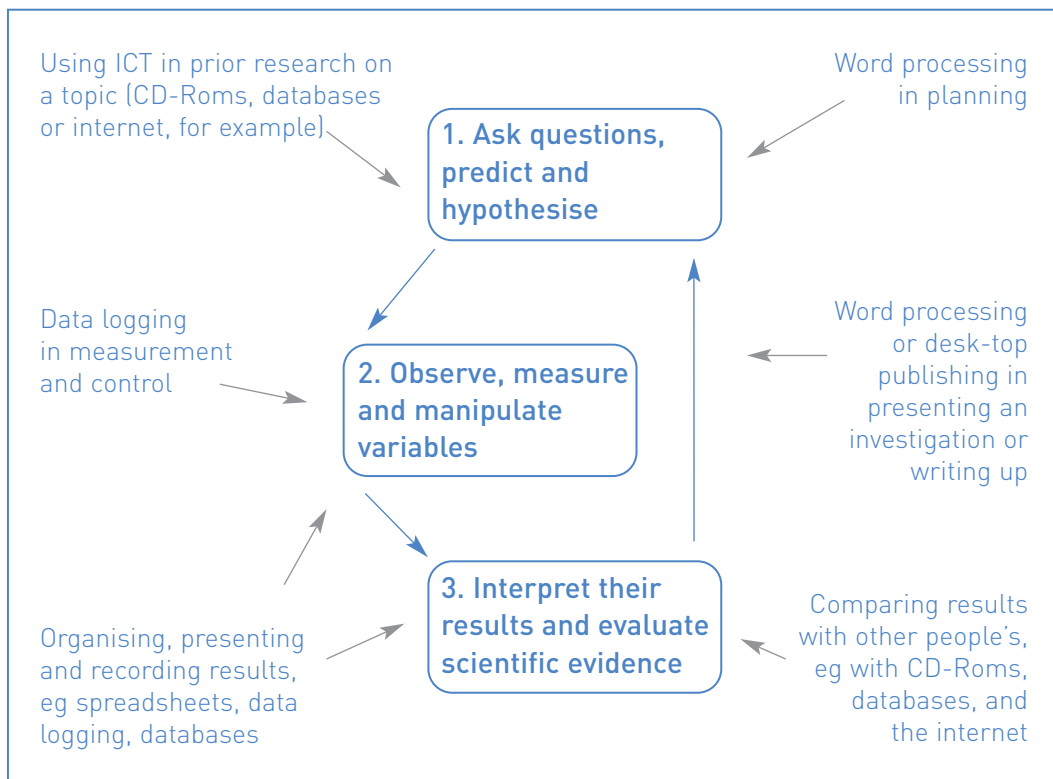 Using ICT in prior research on
a topic (CD-Roms, databases
or internet, for example)
Word processing
in planning
1. Ask questions,
predict and
hypothesise
Data logging
in measurement
and control
2. Observe, measure
and manipulate
variables
Word processing
or desk-top
publishing in
presenting an
investigation or
writing up
3. Interpret their
results and evaluate
scientific evidence
Organising, presenting
and recording results,
eg spreadsheets, data
logging, databases
Comparing results
with other people's,
eg with CD-Roms,
databases, and
the internet